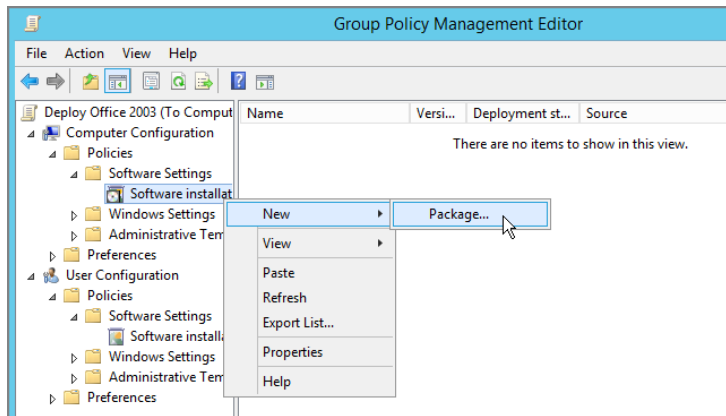 Group Policy Management Editor
File Action View Help
Deploy Office 2003 (To Comput
Name Versi... Deployment st... Source
Computer Configuration
There are no items to show in this view.
Policies
Software Settings
Software installat
Windows Settings
Administrative Tem
Preferences
User Configuration
Policies
Software Settings
Software installa
Windows Settings
Administrative Tem
Preferences
New
Package...
View
Paste
Refresh
Export List...
Properties
Help